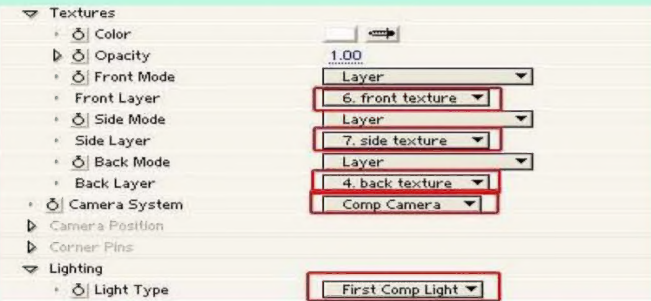 Textures
Color
Opacity 1.00
Front Mode Layer
Front Layer 6. front texture
Side Mode Layer
Side Layer 7. side texture
Back Mode Layer
Back Layer 4. back texture
Camera System Comp Camera
Camera Position
Corner Pins
Lighting
Light Type First Comp Light